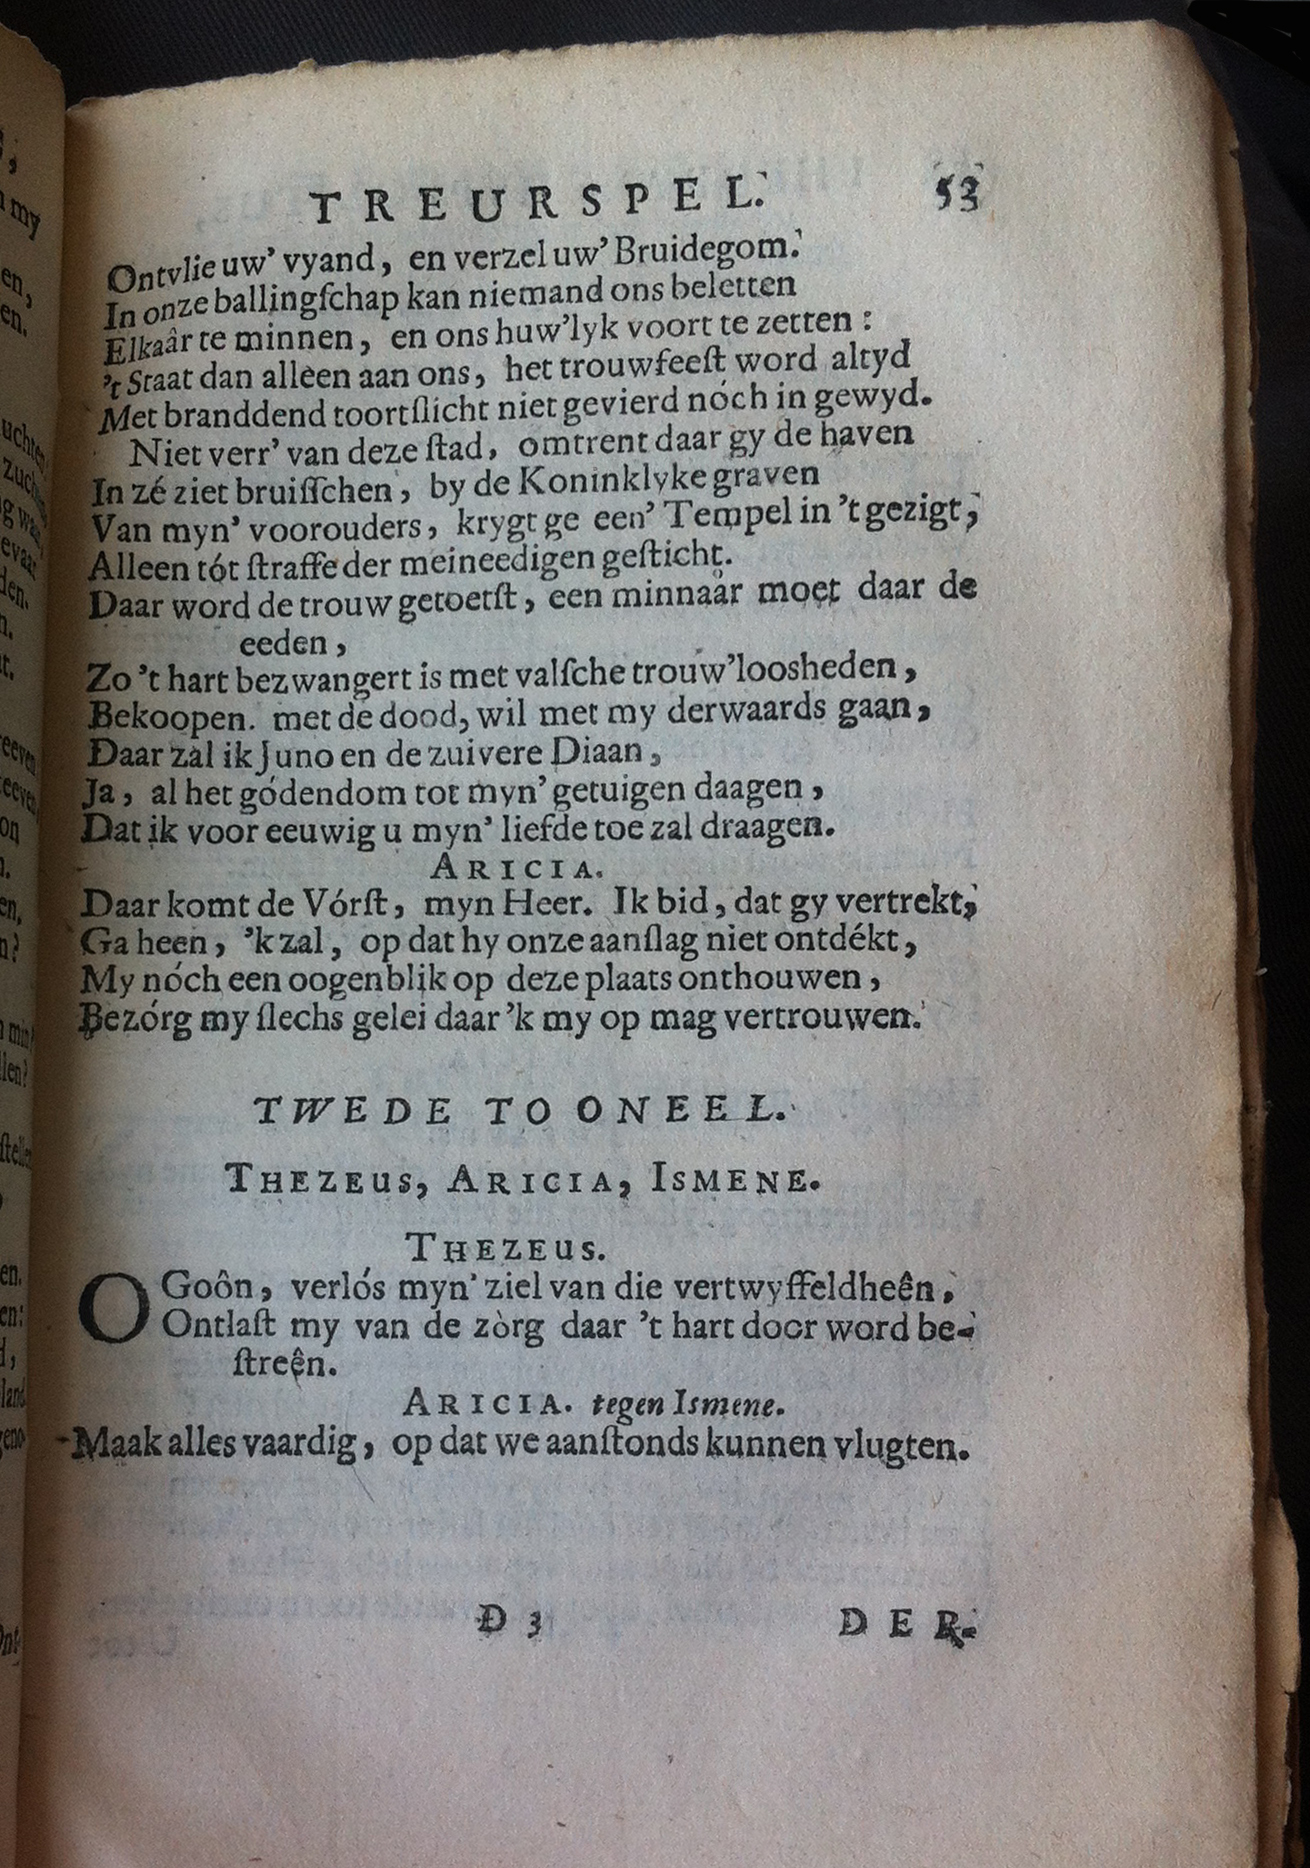 TREURSPEL. 53
Ontvlie uw' vyand, en verzel uw' Bruidegom.
In onze ballingſchap kan niemand ons beletten
Elkaâr te minnen, en ons huw'lyk voort te zetten:
't Staat dan alléen aan ons, het trouwfeeſt word altyd
Met branddend toortſlicht niet gevierd nóch in gewyd.
Niet verr' van deze ſtad, omtrent daar gy de haven
In zé ziet bruiſſchen, by de Koninklyke graven
Van myn' voorouders, krygt ge een' Tempel in 't gezigt,
Alleen tót ſtraffe der meineedigen geſticht.
Daar word de trouw getoetſt, een minnaàr moet daar de
eeden,
Zo 't hart bezwangert is met valſche trouw'loosheden,
Bekoopen. met de dood, wil met my derwaards gaan,
Daar zal ik Juno en de zuivere Diaan,
Ja, al het gódendom tot myn' getuigen daagen,
Dat ik voor eeuwig u myn' liefde toe zal draagen.
ARICIA.
Daar komt de Vórſt, myn Heer. Ik bid, dat gy vertrekt,
Ga heen, 'k zal, op dat hy onze aanſlag niet ontdékt,
My nóch een oogenblik op deze plaats onthouwen,
Bezórg my ſlechs gelei daar 'k my op mag vertrouwen.
TWEDE TOONEEL.
THEZEUS, ARICIA, ISMENE.
THEZEUS.
O Goôn, verlós myn' ziel van die vertwyffeldheên,
Ontlaſt my van de zòrg daar 't hart door word be-
ſtreên.
ARICIA. tegen Ismene.
Maak alles vaardig, op dat we aanſtonds kunnen vlugten.
D 3 DER-